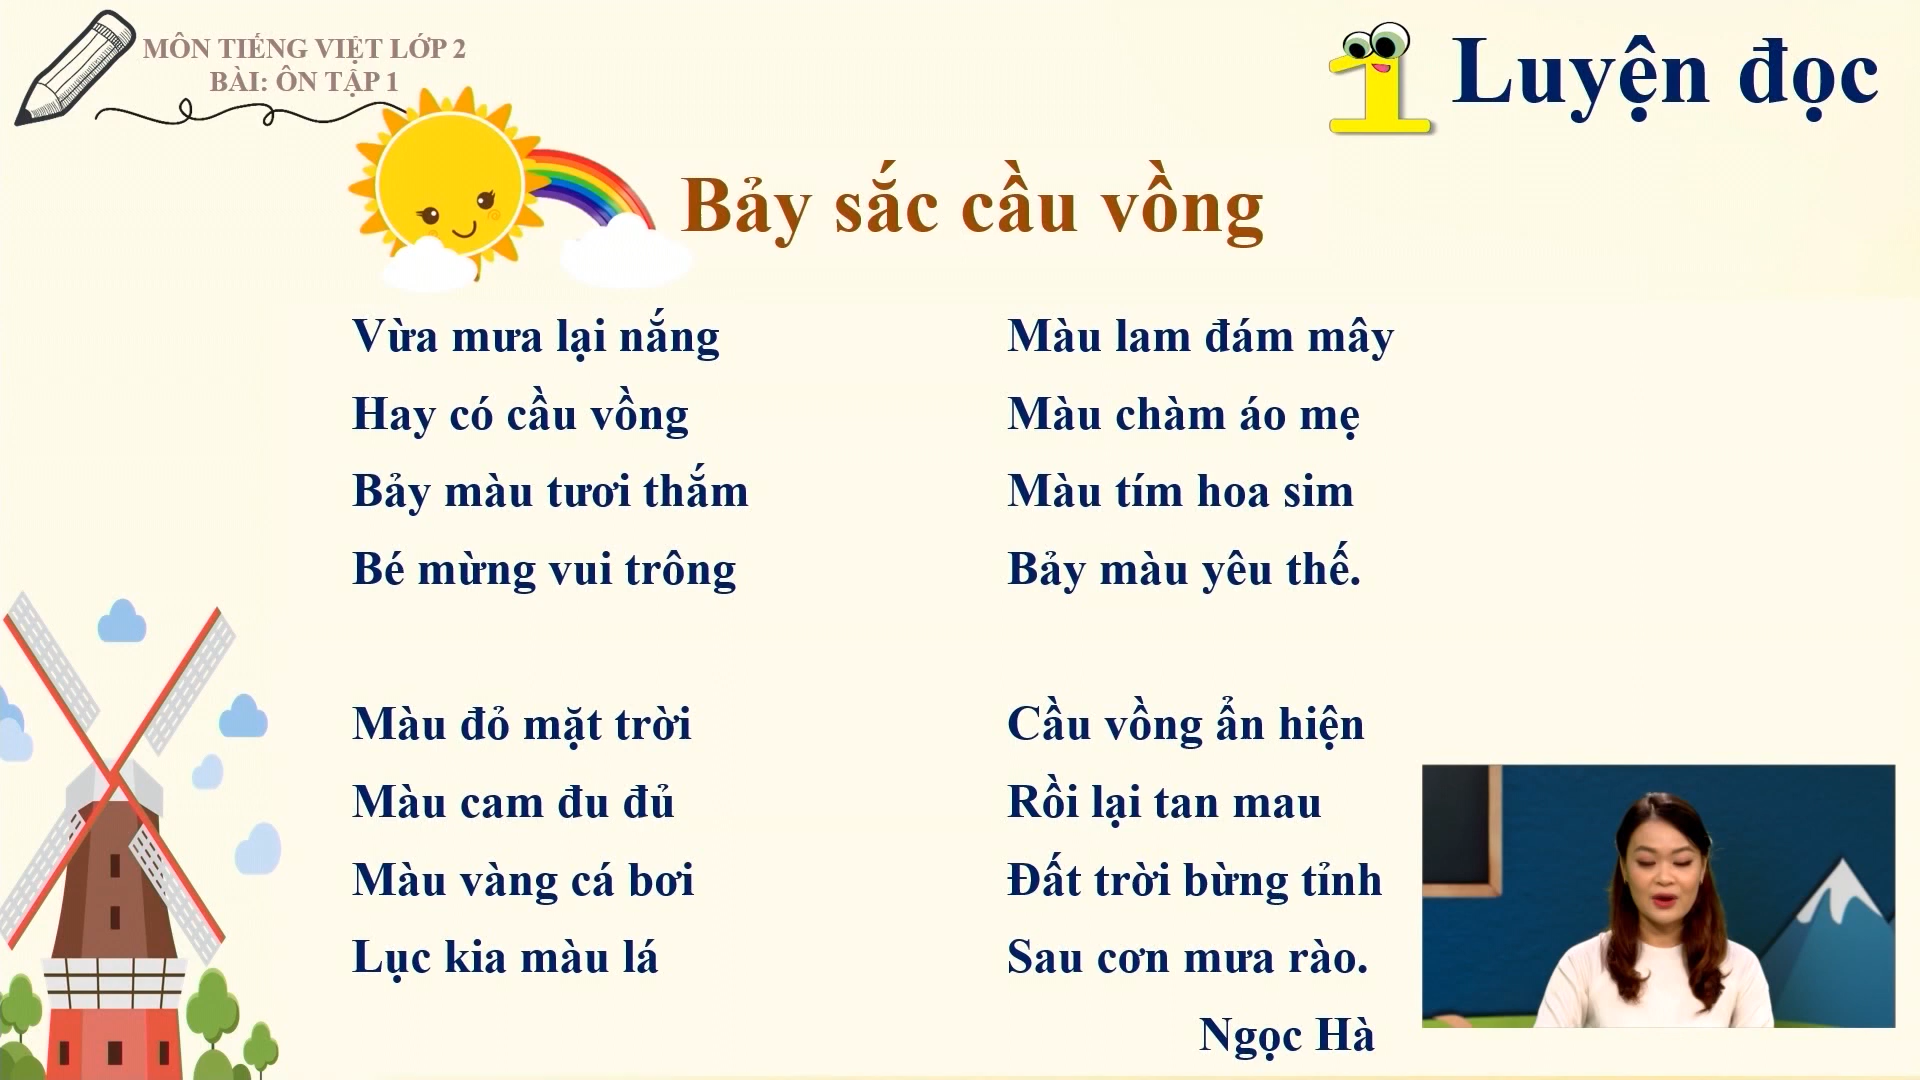 MÔN TIẾNG VIỆT LỚP 2
BÀI: ÔN TẬP 1
1 Luyện đọc
Bảy sắc cầu vồng
Vừa mưa lại nắng
Hay có cầu vồng
Bảy màu tươi thắm
Bé mừng vui trông
Màu đỏ mặt trời
Màu cam đu đủ
Màu vàng cá bơi
Lục kia màu lá
Màu lam đám mây
Màu chàm áo mẹ
Màu tím hoa sim
Bảy màu yêu thế.
Cầu vồng ẩn hiện
Rồi lại tan mau
Đất trời bừng tỉnh
Sau cơn mưa rào.
Ngọc Hà